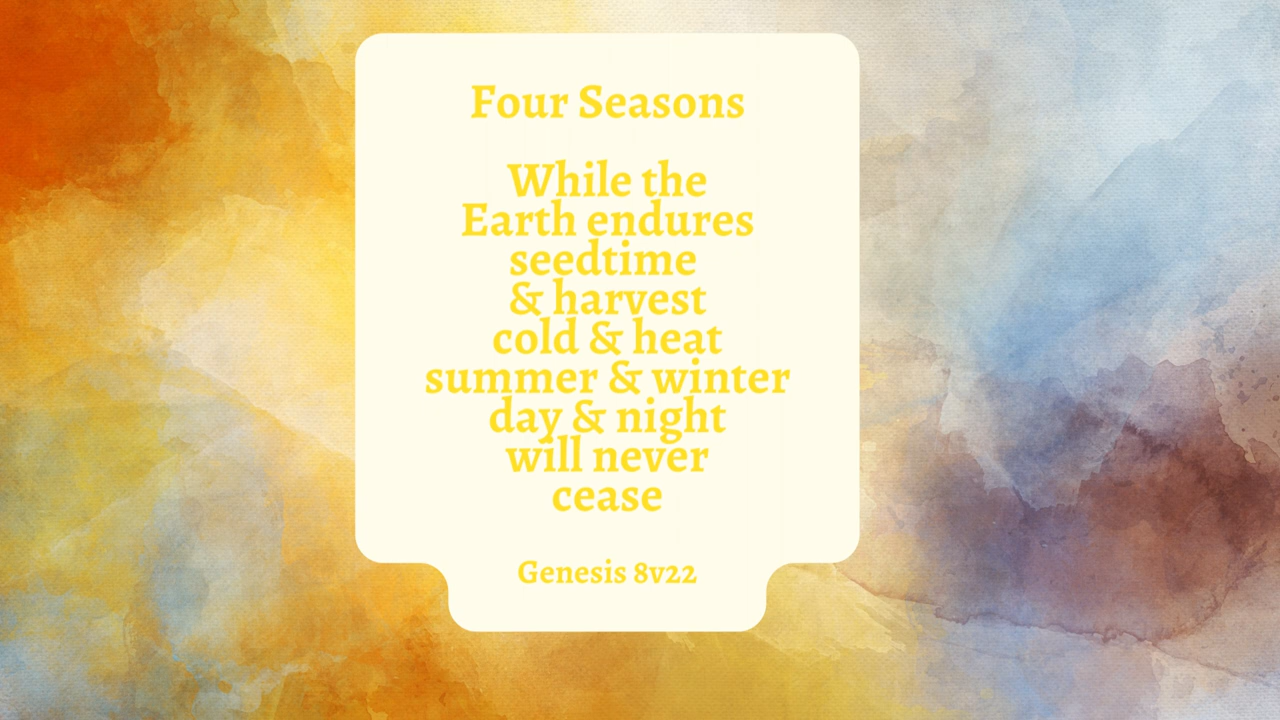 Four Seasons
While the
Earth endures
seedtime
& harvest
cold & heat
summer & winter
day & night
will never
cease
Genesis 8v22